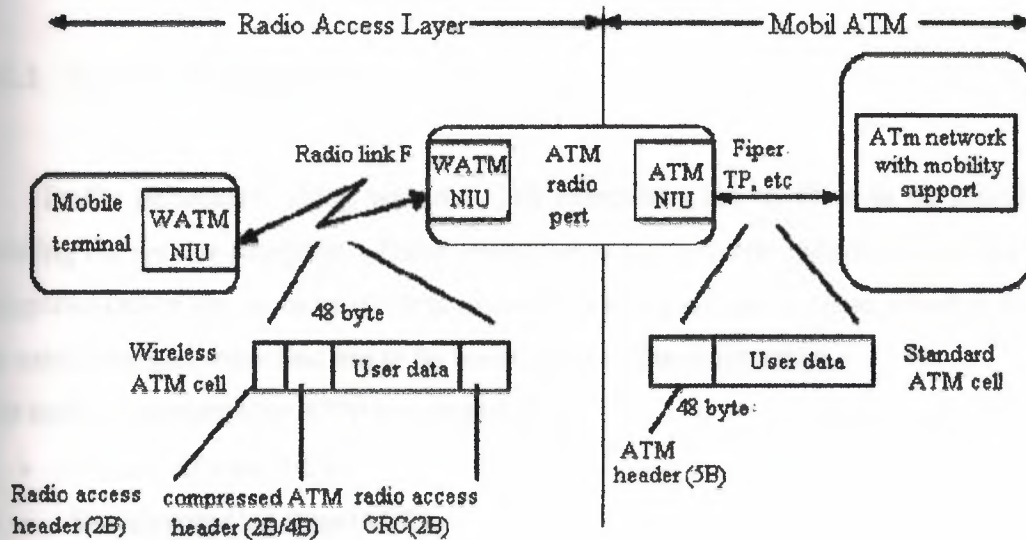 Radio Access Layer
Mobil ATM
Radio link F
Mobile
terminal
WATM
NIU
WATM
NIU
ATM
radio
pert
ATM
NIU
Fiper
TP, etc
ATm network
with mobility
support
48 byte
Wireless
ATM cell
User data
User data
Standard
ATM cell
48 byte
ATM
header (5B)
Radio access
header (2B)
compressed ATM
header (2B/4B)
radio access
CRC(2B)